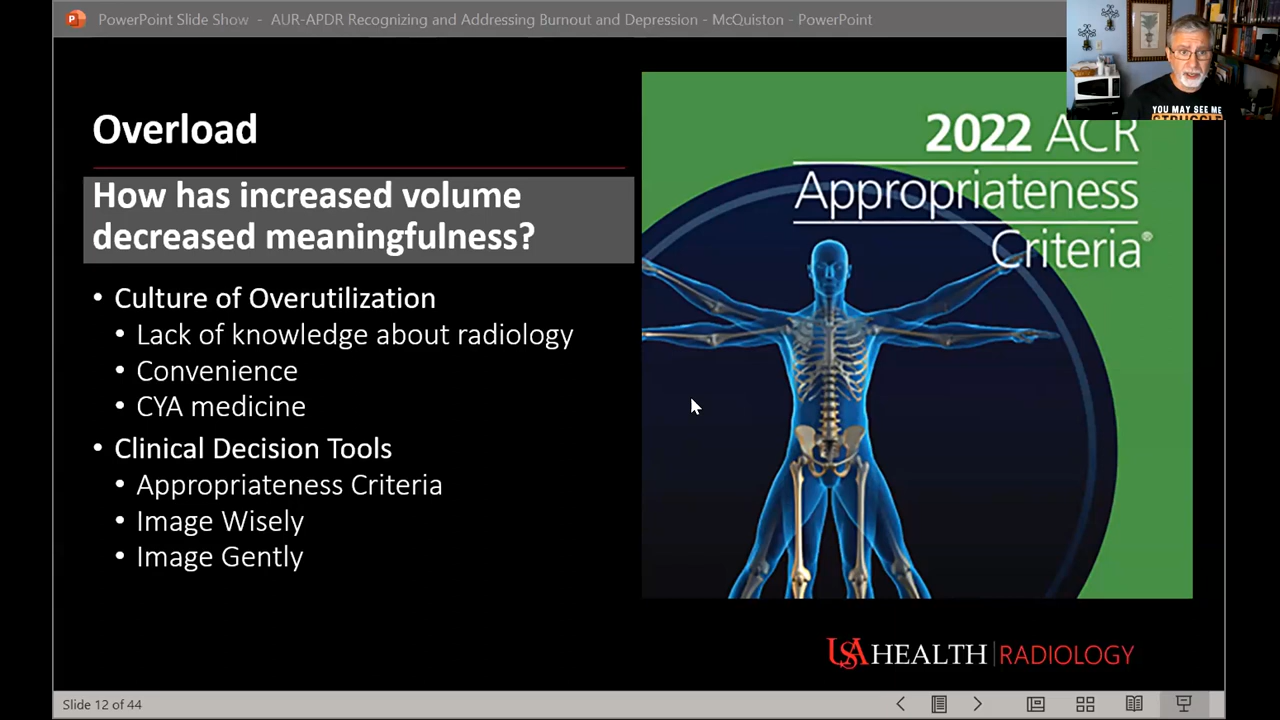 PowerPoint Slide Show - AUR-APDR Recognizing and Addressing Burnout and Depression - McQuiston - PowerPoint
YOU MAY SEE ME
STRUGGLE
Overload
How has increased volume
decreased meaningfulness?
• Culture of Overutilization
• Lack of knowledge about radiology
• Convenience
• CYA medicine
• Clinical Decision Tools
• Appropriateness Criteria
• Image Wisely
• Image Gently
2022 ACR
Appropriateness
Criteria®
USA HEALTH | RADIOLOGY
Slide 12 of 44